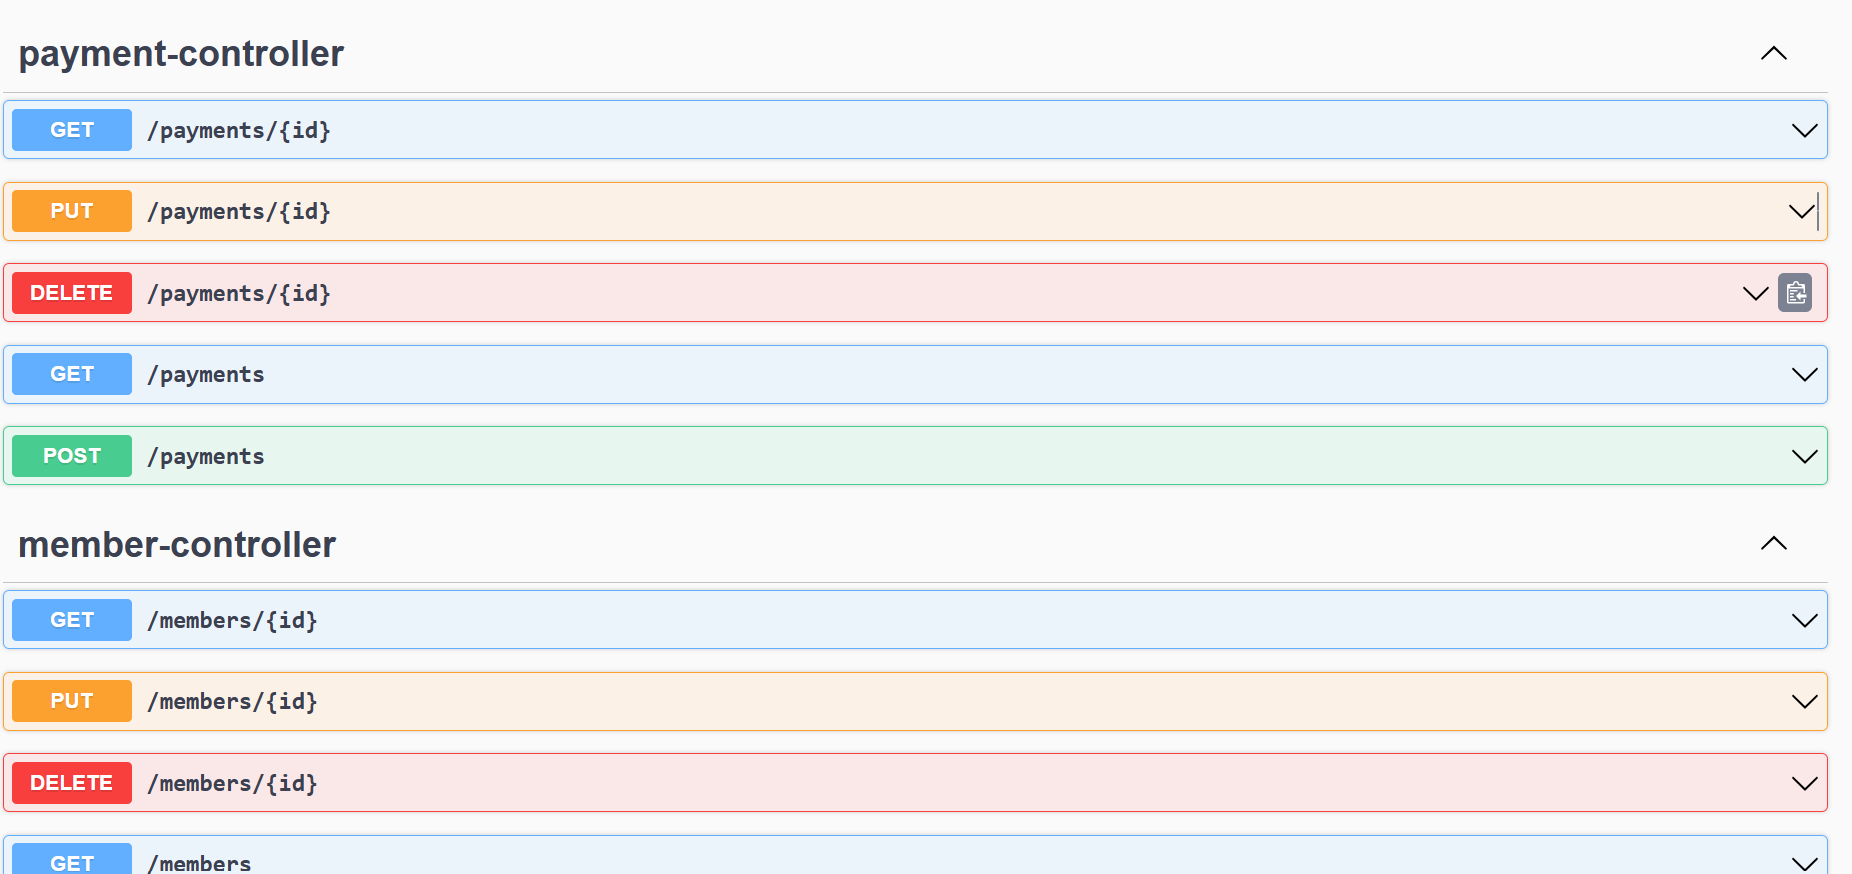 payment-controller
GET /payments/{id}
PUT /payments/{id}
DELETE /payments/{id}
GET /payments
POST /payments
member-controller
GET /members/{id}
PUT /members/{id}
DELETE /members/{id}
GET /members